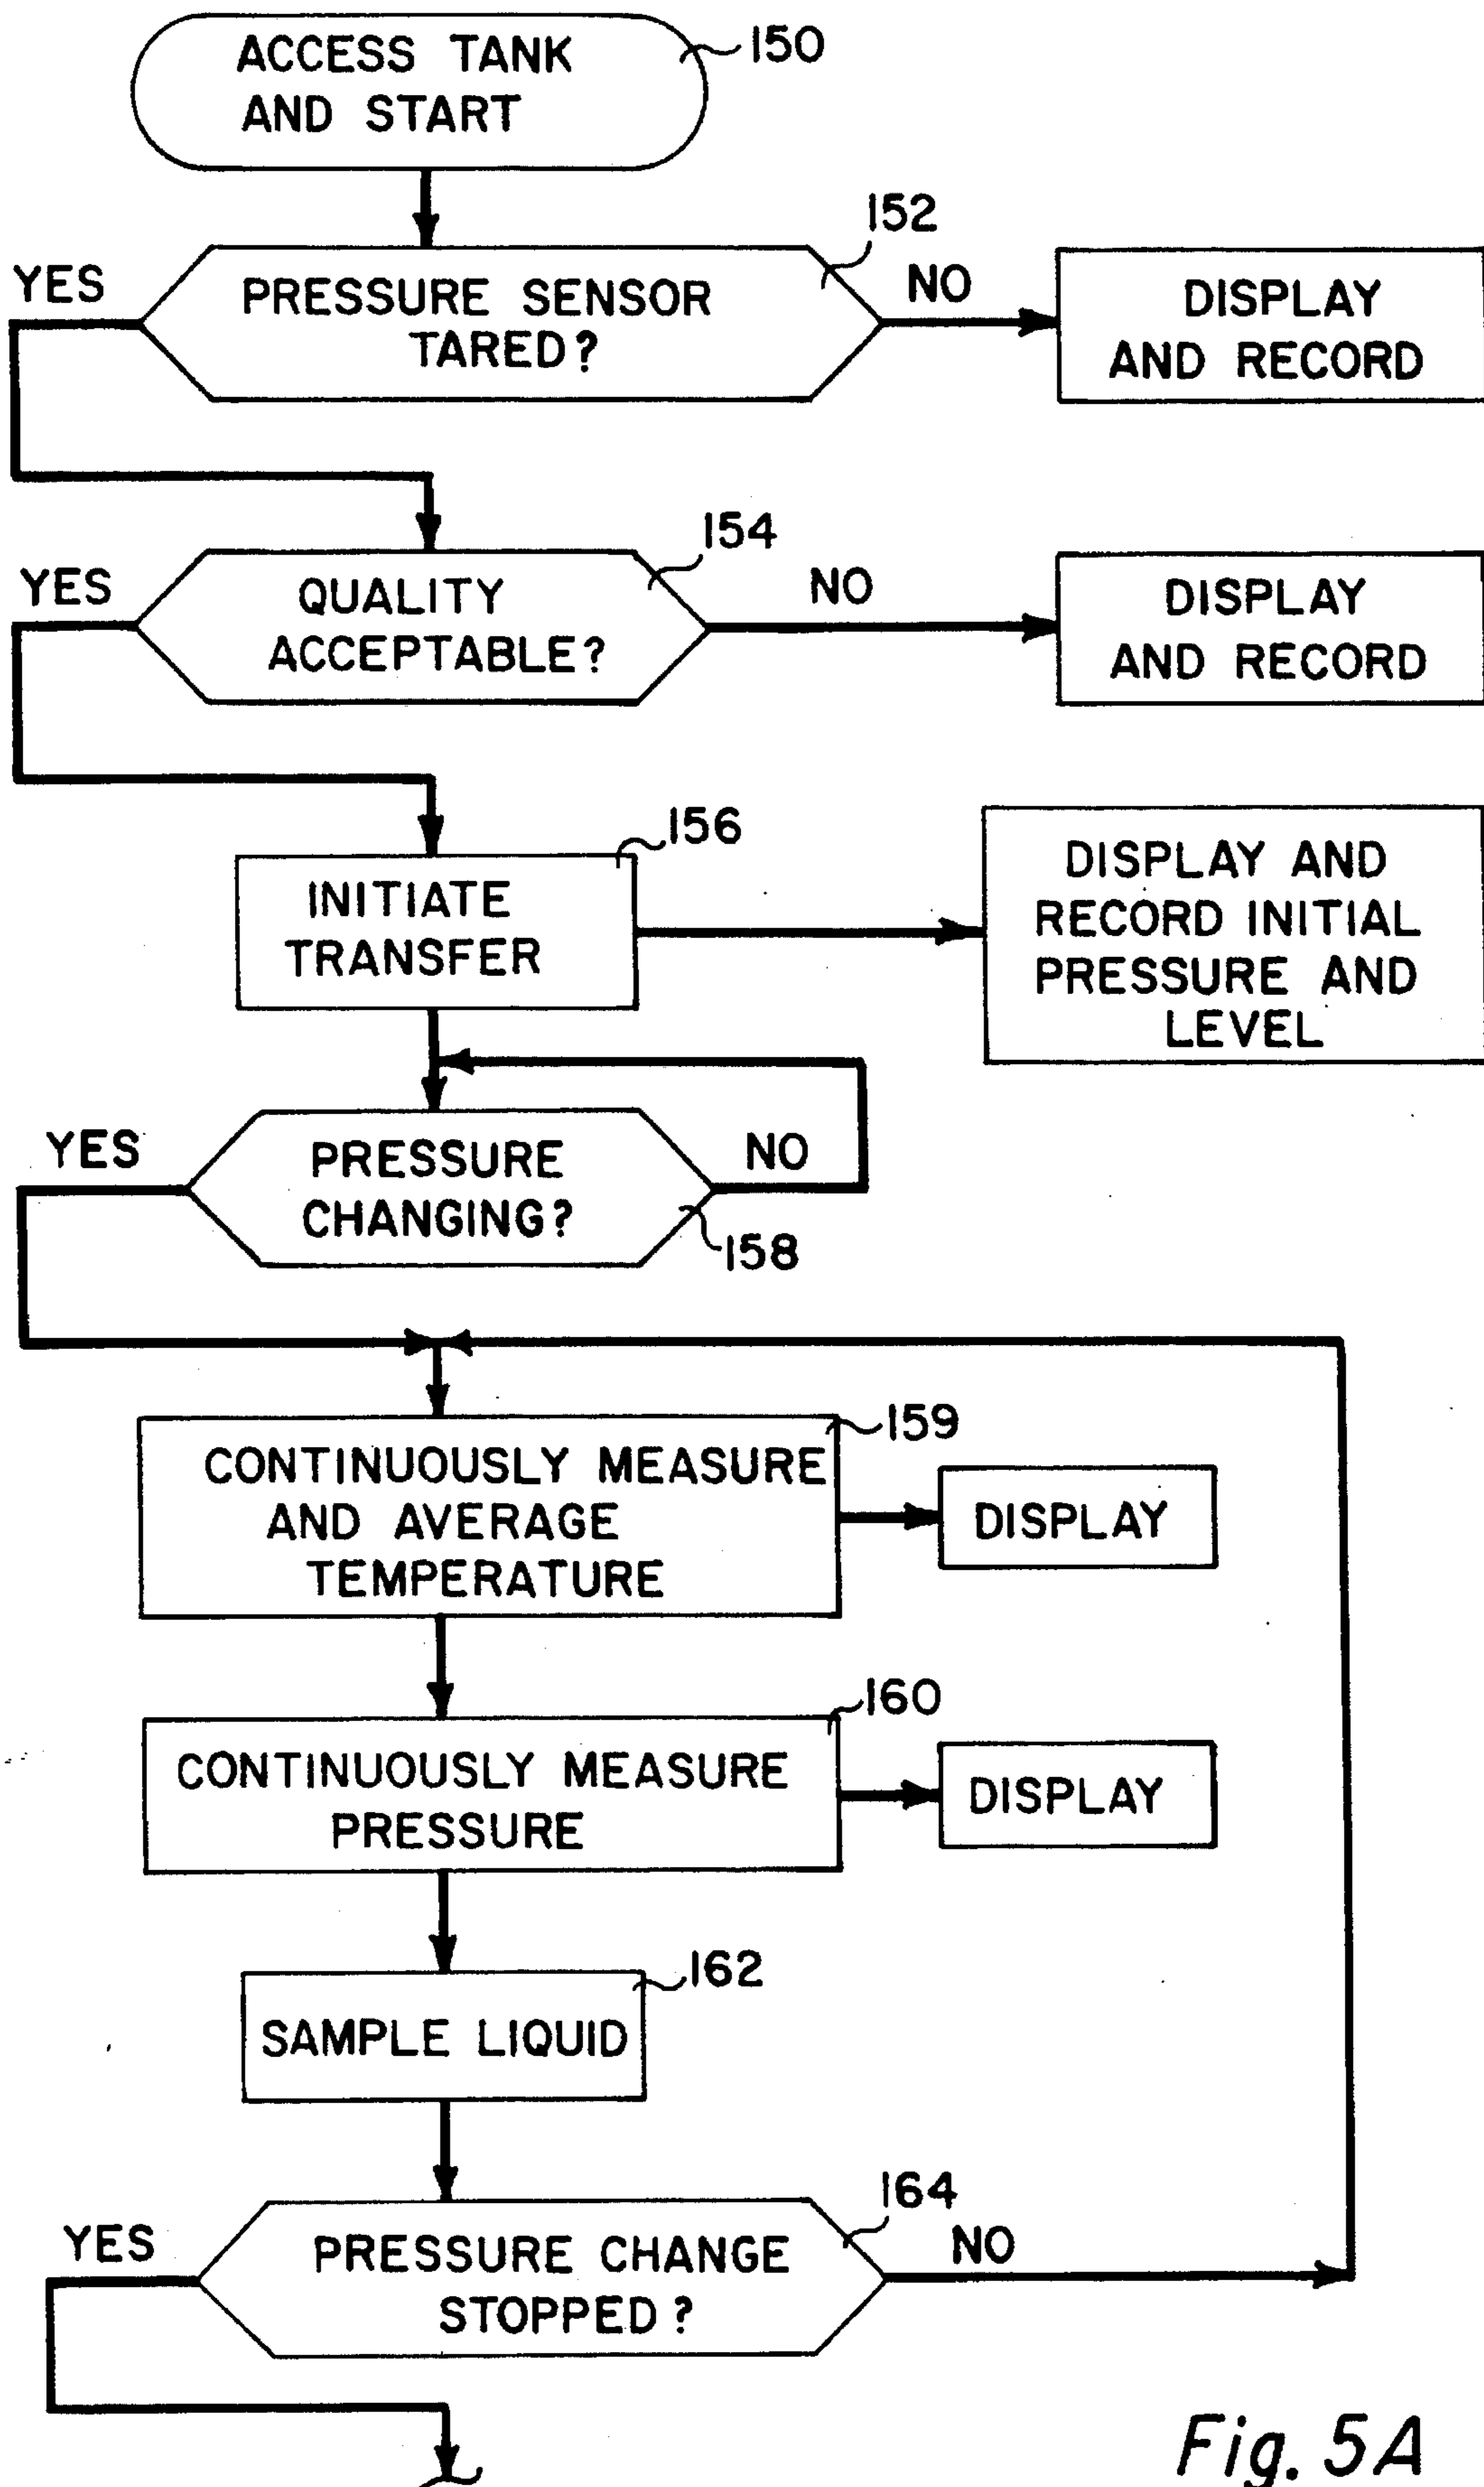 ACCESS TANK
AND START
150
152
YES
PRESSURE SENSOR
TARED?
NO
DISPLAY
AND RECORD
154
YES
QUALITY
ACCEPTABLE?
NO
DISPLAY
AND RECORD
156
INITIATE
TRANSFER
DISPLAY AND
RECORD INITIAL
PRESSURE AND
LEVEL
YES
PRESSURE
CHANGING?
NO
158
159
CONTINUOUSLY MEASURE
AND AVERAGE
TEMPERATURE
DISPLAY
160
CONTINUOUSLY MEASURE
PRESSURE
DISPLAY
162
SAMPLE LIQUID
164
YES
PRESSURE CHANGE
STOPPED?
NO
Fig. 5A